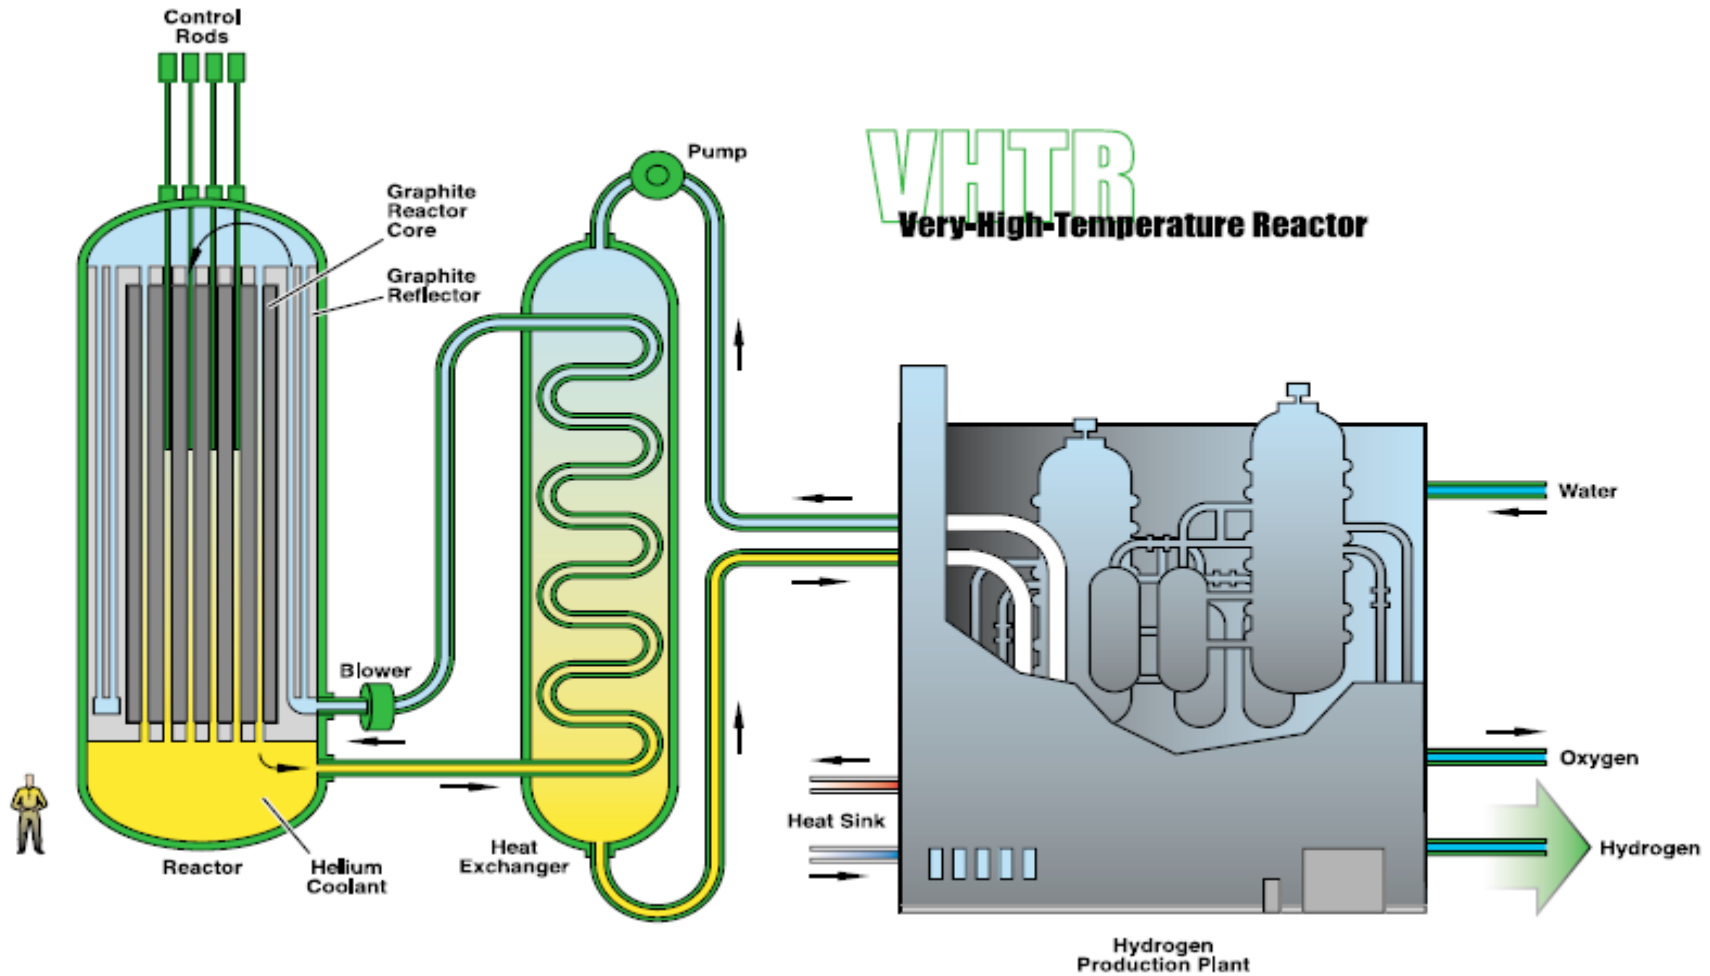 Control
Rods
Pump
VHTR
Very-High-Temperature Reactor
Graphite
Reactor
Core
Graphite
Reflector
Water
Blower
Oxygen
Heat Sink
Heat
Exchanger
Hydrogen
Reactor
Helium
Coolant
Hydrogen
Production Plant